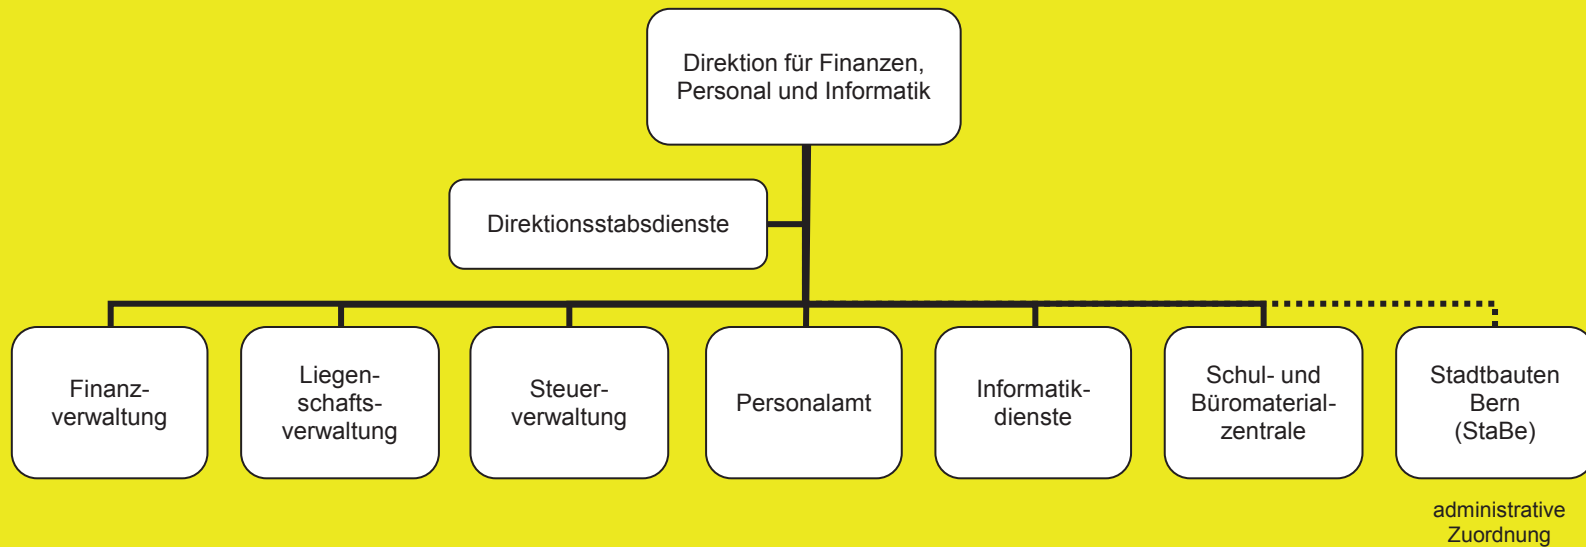 Direktion für Finanzen,
Personal und Informatik
Direktionsstabsdienste
Finanz-
verwaltung
Liegen-
schafts-
verwaltung
Steuer-
verwaltung
Personalamt
Informatik-
dienste
Schul- und
Büromaterial-
zentrale
Stadtbauten
Bern
(StaBe)
administrative
Zuordnung